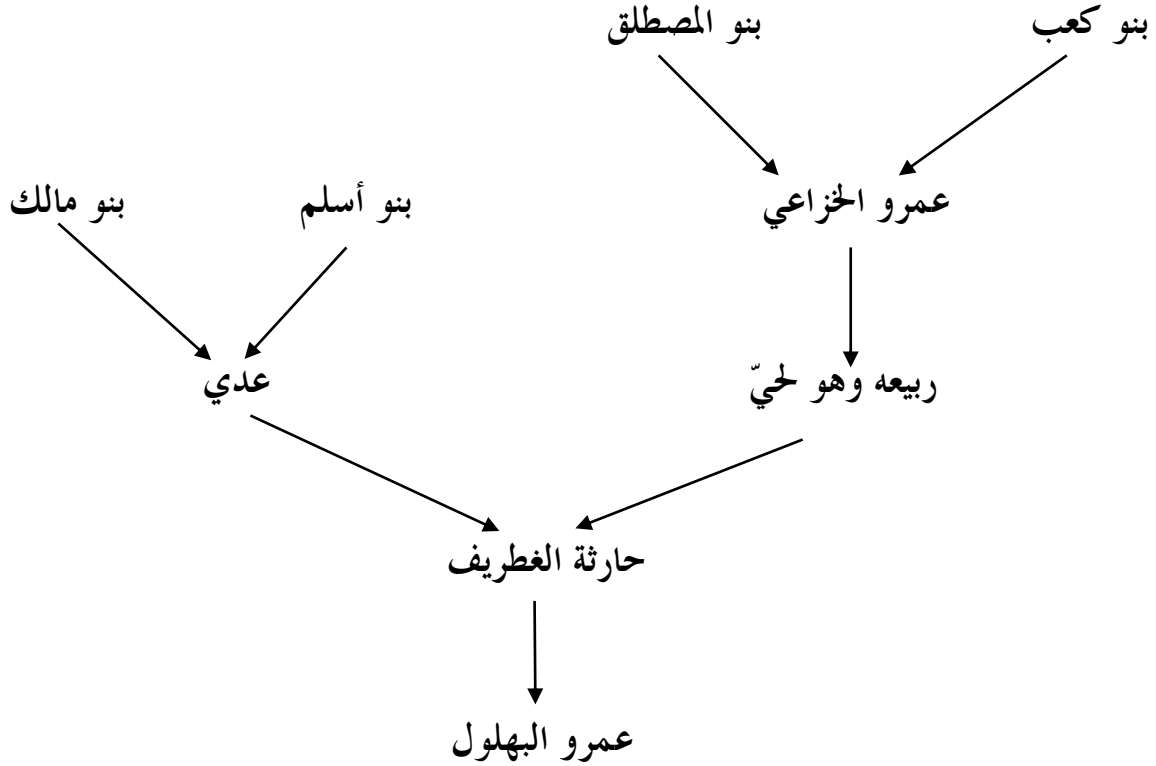 بنو كعب
بنو المصطلق
عمرو الخزاعي
بنو أسلم
بنو مالك
ربيعه وهو لحيّ
عدي
حارثة الغطريف
عمرو البهلول